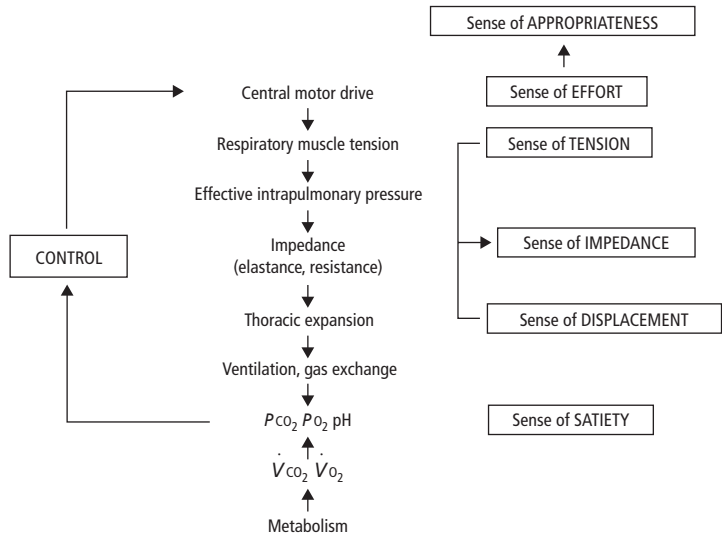 Sense of APPROPRIATENESS
Central motor drive
Sense of EFFORT
Respiratory muscle tension
Sense of TENSION
Effective intrapulmonary pressure
CONTROL
Impedance
(elastance, resistance)
Sense of IMPEDANCE
Thoracic expansion
Sense of DISPLACEMENT
Ventilation, gas exchange
PCO₂ PO₂ pH
Sense of SATIETY
V̇CO₂ V̇O₂
Metabolism